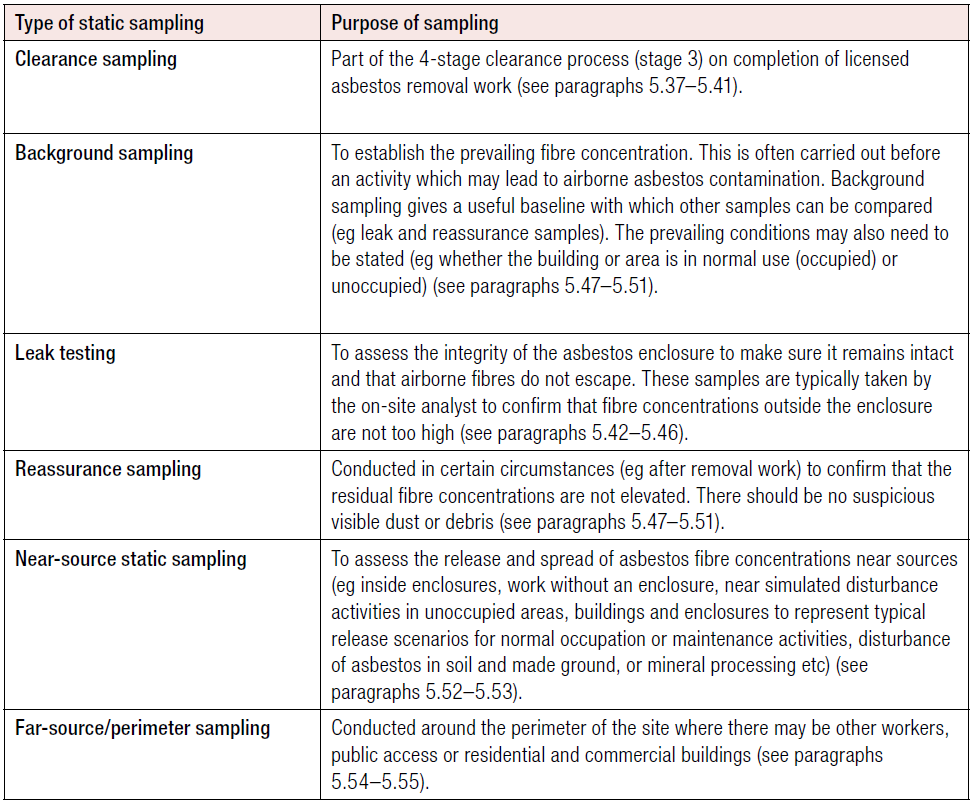 Type of static sampling
Purpose of sampling
Clearance sampling
Part of the 4-stage clearance process (stage 3) on completion of licensed
asbestos removal work (see paragraphs 5.37–5.41).
Background sampling
To establish the prevailing fibre concentration. This is often carried out before
an activity which may lead to airborne asbestos contamination. Background
sampling gives a useful baseline with which other samples can be compared
(eg leak and reassurance samples). The prevailing conditions may also need to
be stated (eg whether the building or area is in normal use (occupied) or
unoccupied) (see paragraphs 5.47–5.51).
Leak testing
To assess the integrity of the asbestos enclosure to make sure it remains intact
and that airborne fibres do not escape. These samples are typically taken by
the on-site analyst to confirm that fibre concentrations outside the enclosure
are not too high (see paragraphs 5.42–5.46).
Reassurance sampling
Conducted in certain circumstances (eg after removal work) to confirm that the
residual fibre concentrations are not elevated. There should be no suspicious
visible dust or debris (see paragraphs 5.47–5.51).
Near-source static sampling
To assess the release and spread of asbestos fibre concentrations near sources
(eg inside enclosures, work without an enclosure, near simulated disturbance
activities in unoccupied areas, buildings and enclosures to represent typical
release scenarios for normal occupation or maintenance activities, disturbance
of asbestos in soil and made ground, or mineral processing etc) (see
paragraphs 5.52–5.53).
Far-source/perimeter sampling
Conducted around the perimeter of the site where there may be other workers,
public access or residential and commercial buildings (see paragraphs
5.54–5.55).